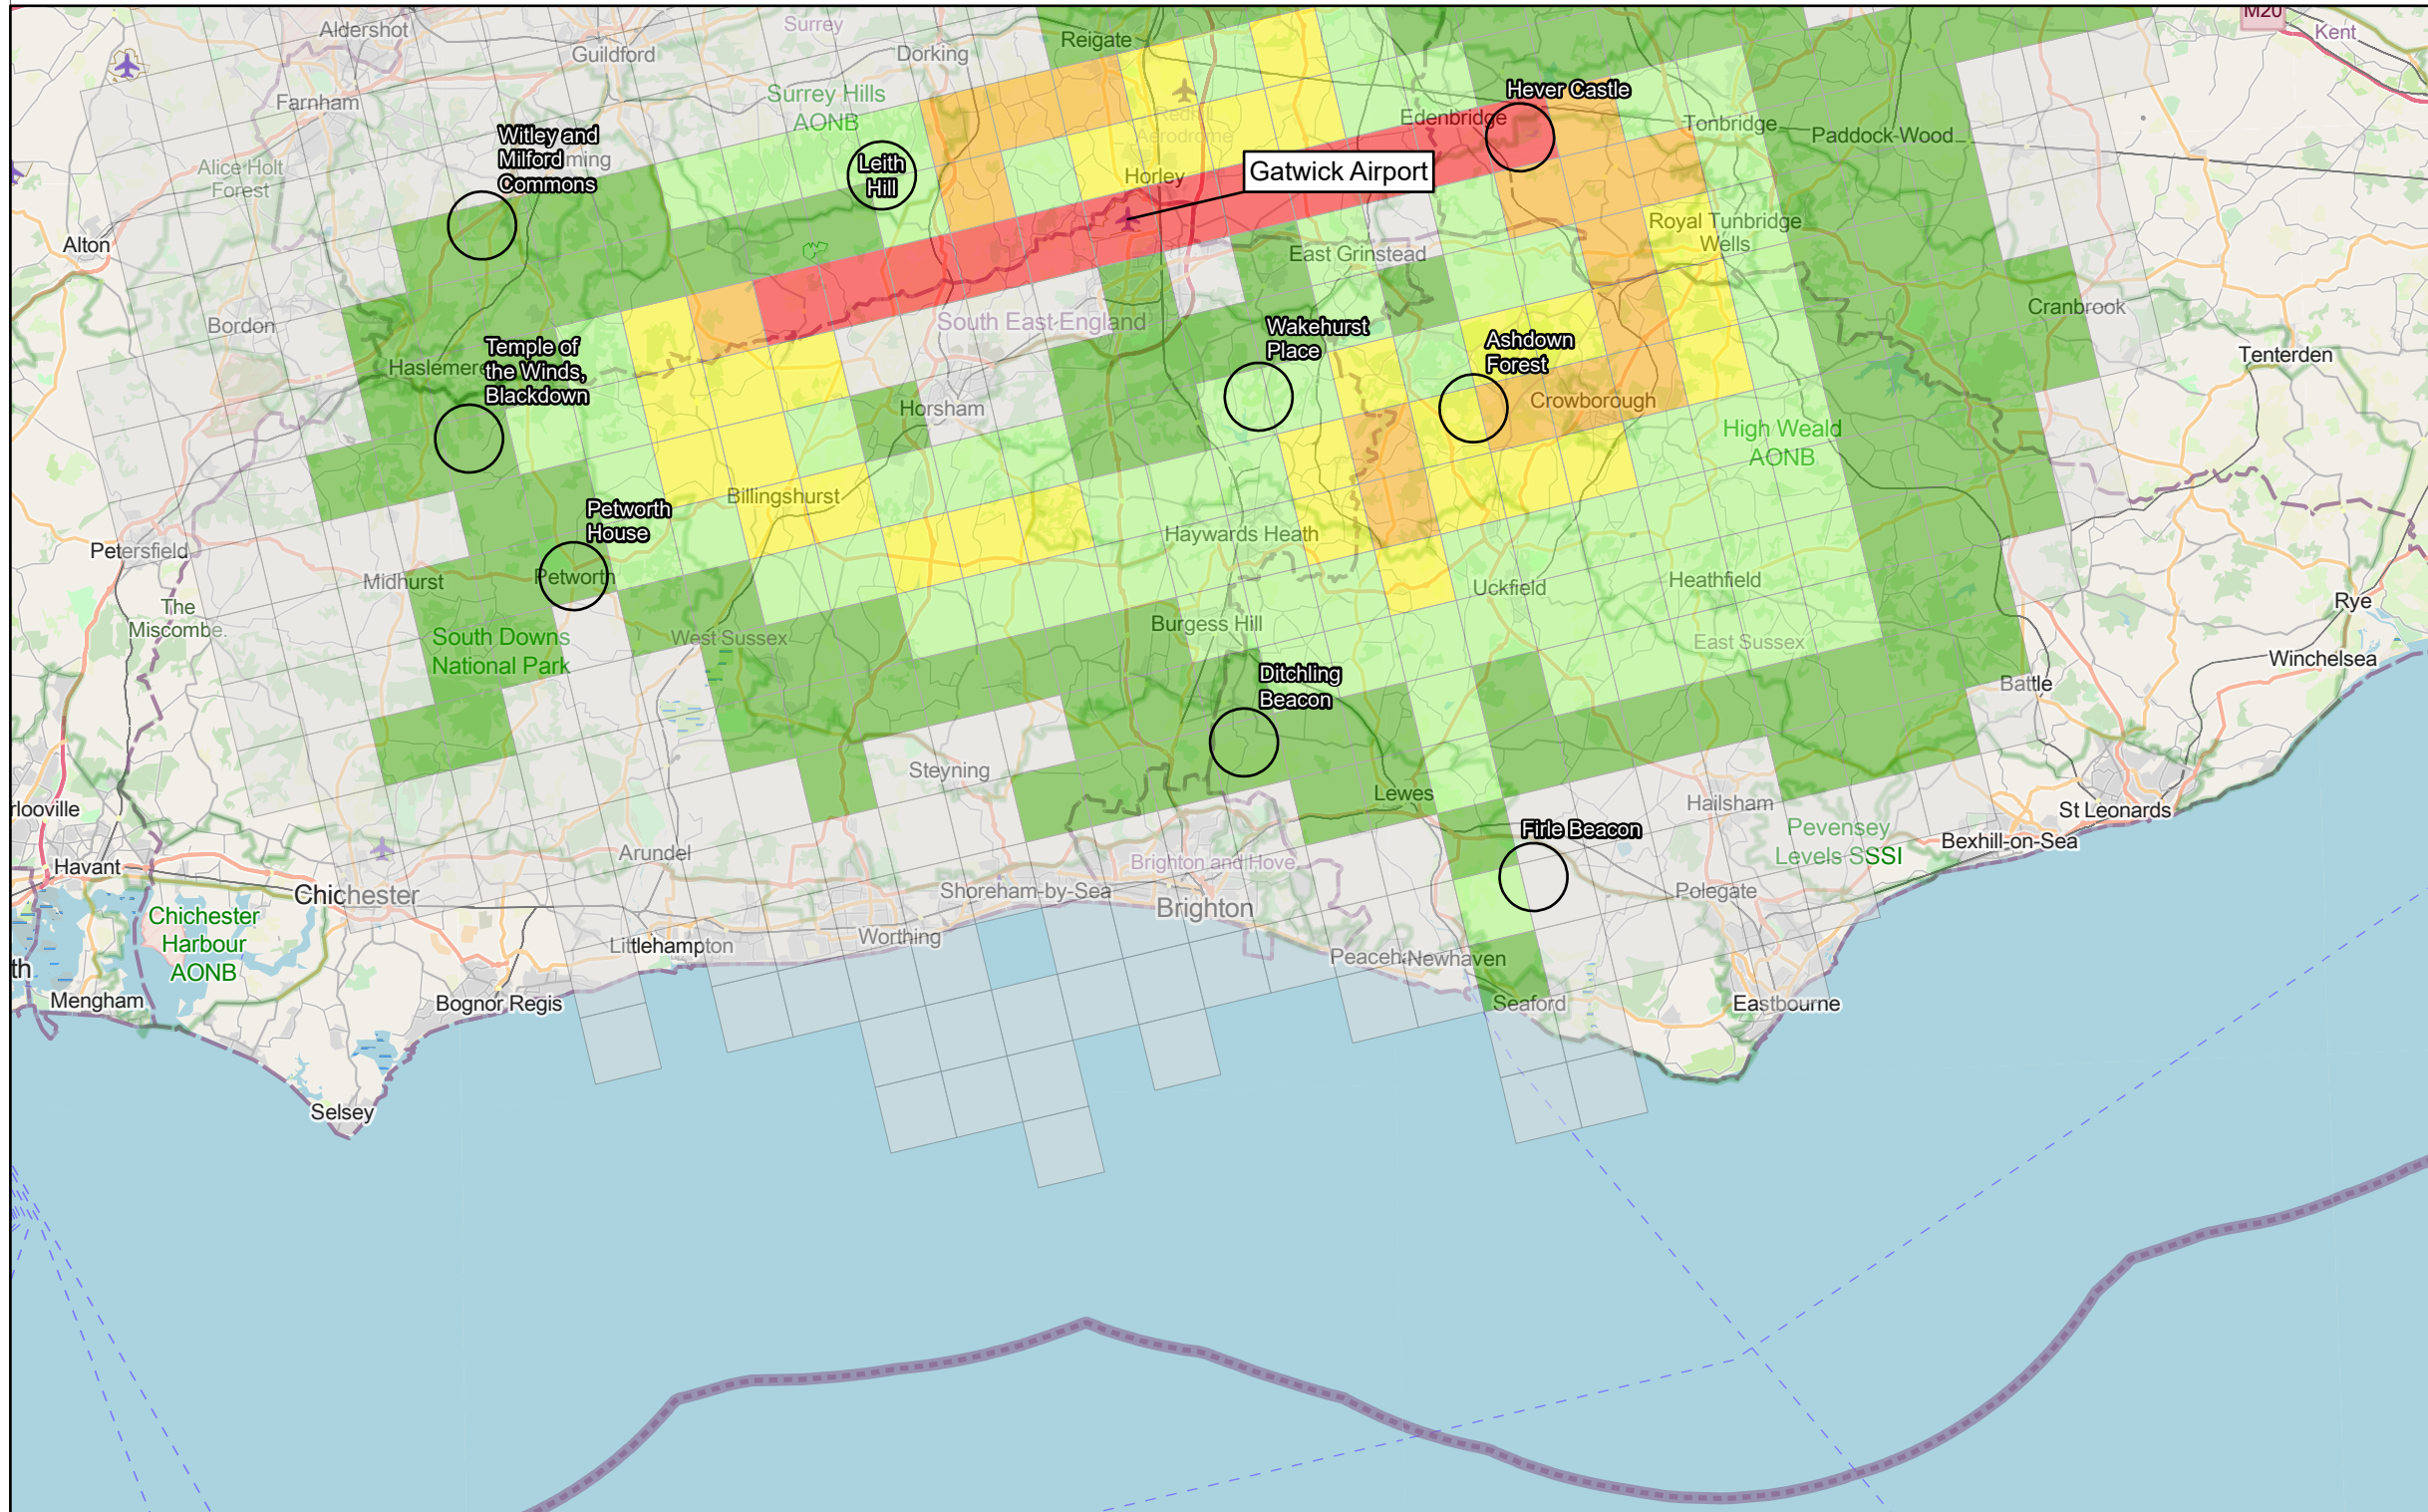 M20
Surrey
Kent
Aldershot
Guildford
Dorking
Reigate
Farnham
Surrey Hills
AONB
Redhill
Aerodrome
Hever Castle
Edenbridge
Tonbridge
Paddock Wood
Witley and
Milford
Commons
ming
Leith
Hill
Alice Holt
Forest
Horley
Gatwick Airport
Alton
Royal Tunbridge
Wells
East Grinstead
Bordon
South East England
Wakehurst
Place
Ashdown
Forest
Cranbrook
Tenterden
Haslemere
Temple of
the Winds,
Blackdown
Horsham
Crowborough
High Weald
AONB
Billingshurst
Petworth
House
Haywards Heath
Petersfield
Midhurst
Petworth
Uckfield
Heathfield
The
Miscombe.
Rye
South Downs
National Park
West Sussex
Burgess Hill
East Sussex
Winchelsea
Ditchling
Beacon
Battle
Steyning
Lewes
Hailsham
St Leonards
rlooville
Firle Beacon
Pevensey
Levels SSSI
Bexhill-on-Sea
Havant
Arundel
Brighton and Hove
Chichester
Shoreham-by-Sea
Brighton
Polegate
Chichester
Harbour
AONB
Littlehampton
Worthing
Peaceh
Newhaven
th
Mengham
Bognor Regis
Seaford
Eastbourne
Selsey